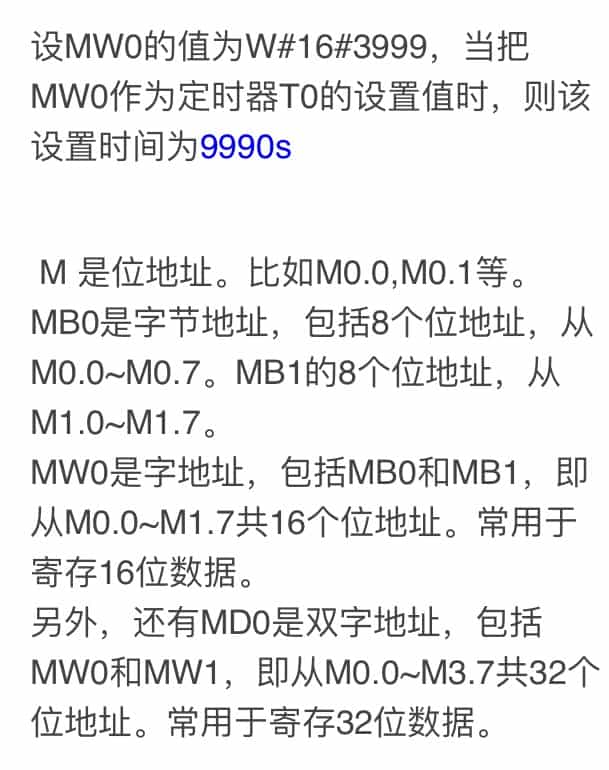 设MW0的值为W#16#3999，当把
MW0作为定时器T0的设置值时，则该
设置时间为9990s
M 是位地址。比如M0.0,M0.1等。
MB0是字节地址，包括8个位地址，从
M0.0~M0.7。MB1的8个位地址，从
M1.0~M1.7。
MW0是字地址，包括MB0和MB1，即
从M0.0~M1.7共16个位地址。常用于
寄存16位数据。
另外，还有MD0是双字地址，包括
MW0和MW1，即从M0.0~M3.7共32个
位地址。常用于寄存32位数据。